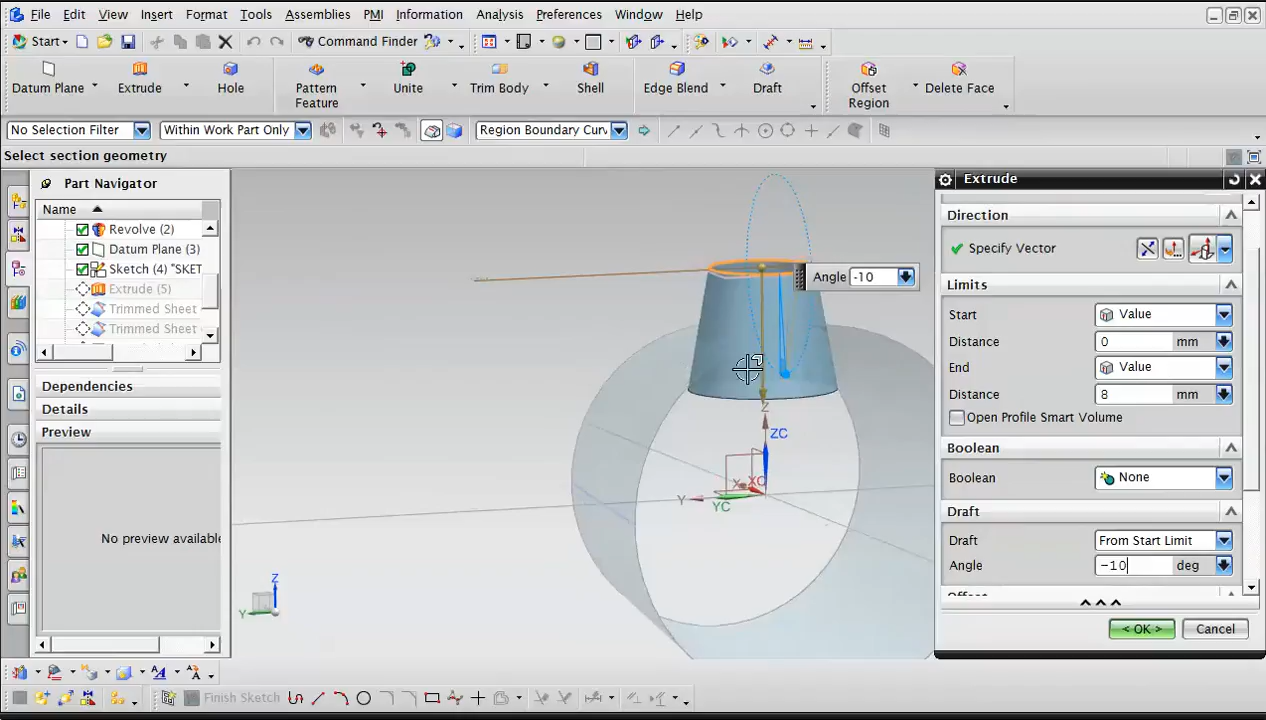 File Edit View Insert Format Tools Assemblies PMI Information Analysis Preferences Window Help
Start Command Finder
Datum Plane Extrude Hole Pattern Feature Unite Trim Body Shell Edge Blend Draft Offset Region Delete Face
No Selection Filter Within Work Part Only Region Boundary Curv
Select section geometry
Part Navigator
Name
Revolve (2)
Datum Plane (3)
Sketch (4) "SKET
Extrude (5)
Trimmed Sheet
Trimmed Sheet
Dependencies
Details
Preview
No preview available
Angle -10
Z
ZC
X XC
Y YC
Z
Y
Extrude
Direction
Specify Vector
Limits
Start Value
Distance 0 mm
End Value
Distance 8 mm
Open Profile Smart Volume
Boolean
Boolean None
Draft
Draft From Start Limit
Angle -10 deg
< OK > Cancel
Finish Sketch